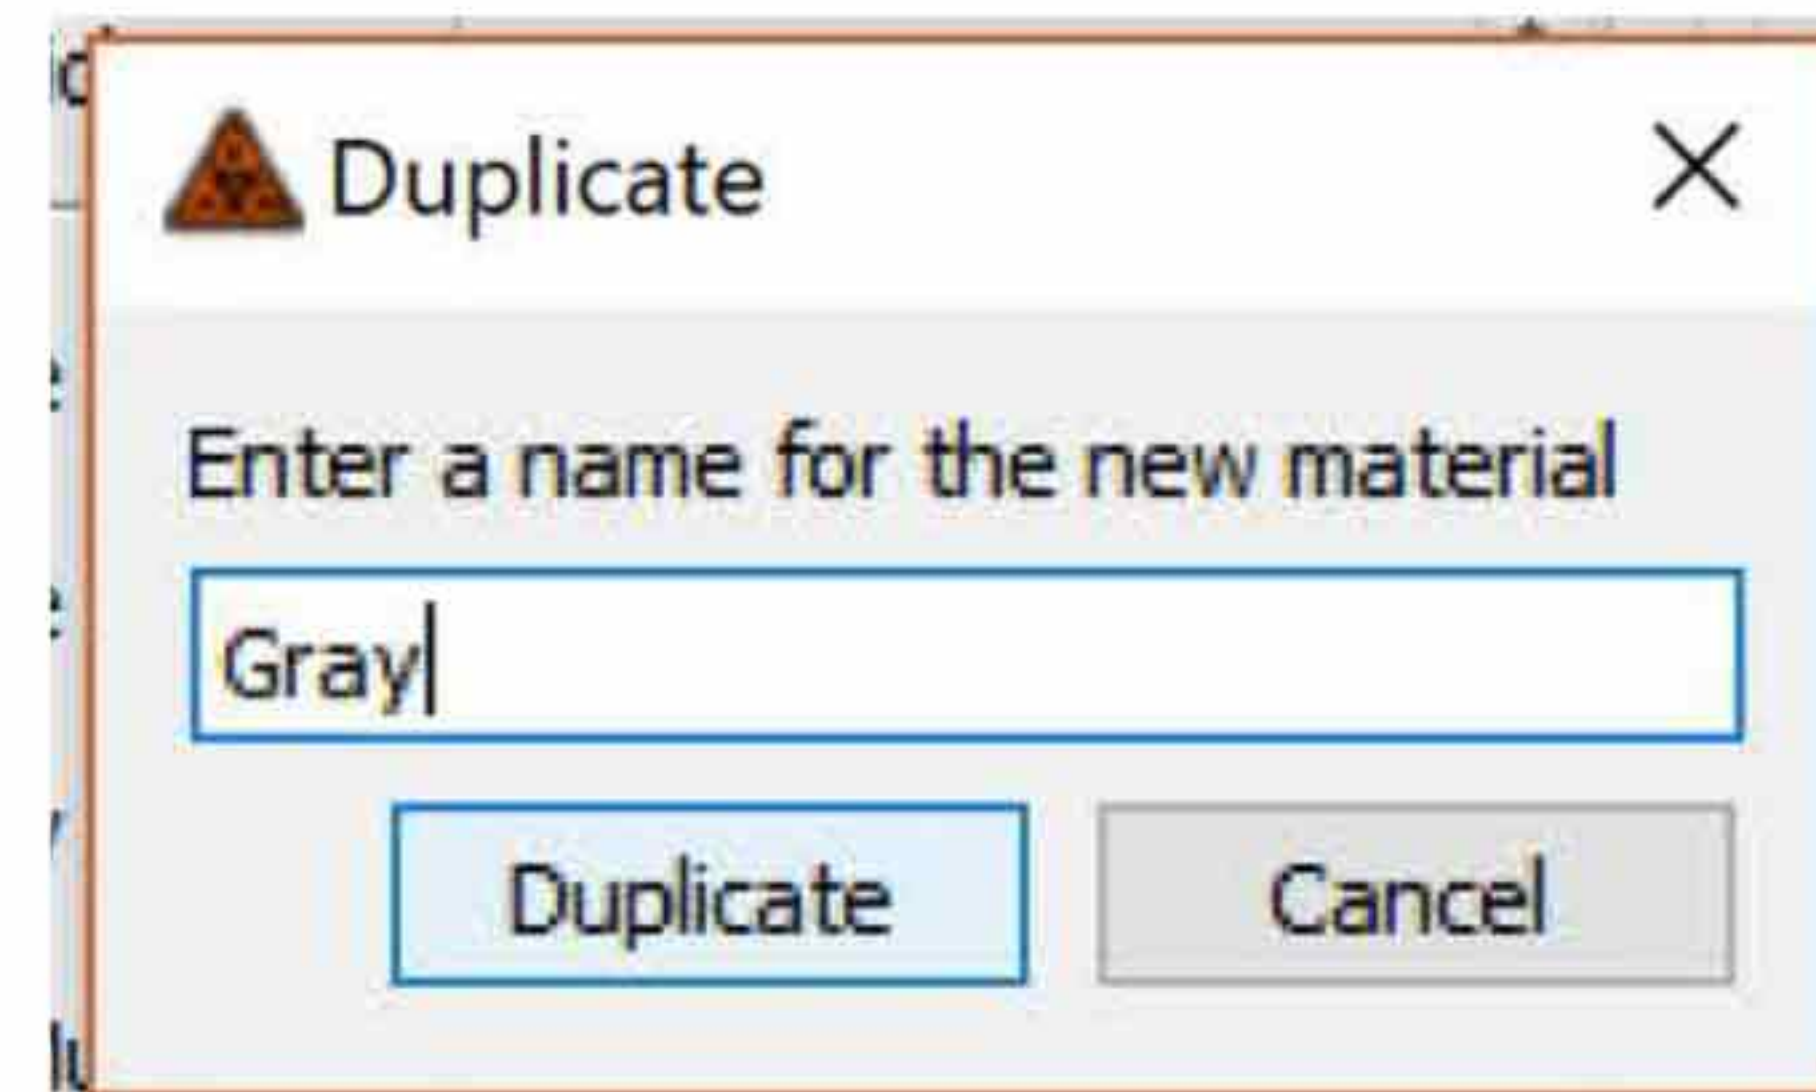 Duplicate
Enter a name for the new material
Gray
Duplicate Cancel